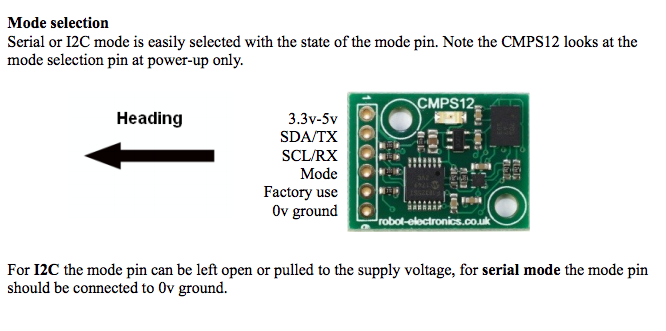 Mode selection
Serial or I2C mode is easily selected with the state of the mode pin. Note the CMPS12 looks at the
mode selection pin at power-up only.
Heading
3.3v-5v
SDA/TX
SCL/RX
Mode
Factory use
0v ground
1
CMPS12
robot-electronics.co.uk
For I2C the mode pin can be left open or pulled to the supply voltage, for serial mode the mode pin
should be connected to 0v ground.